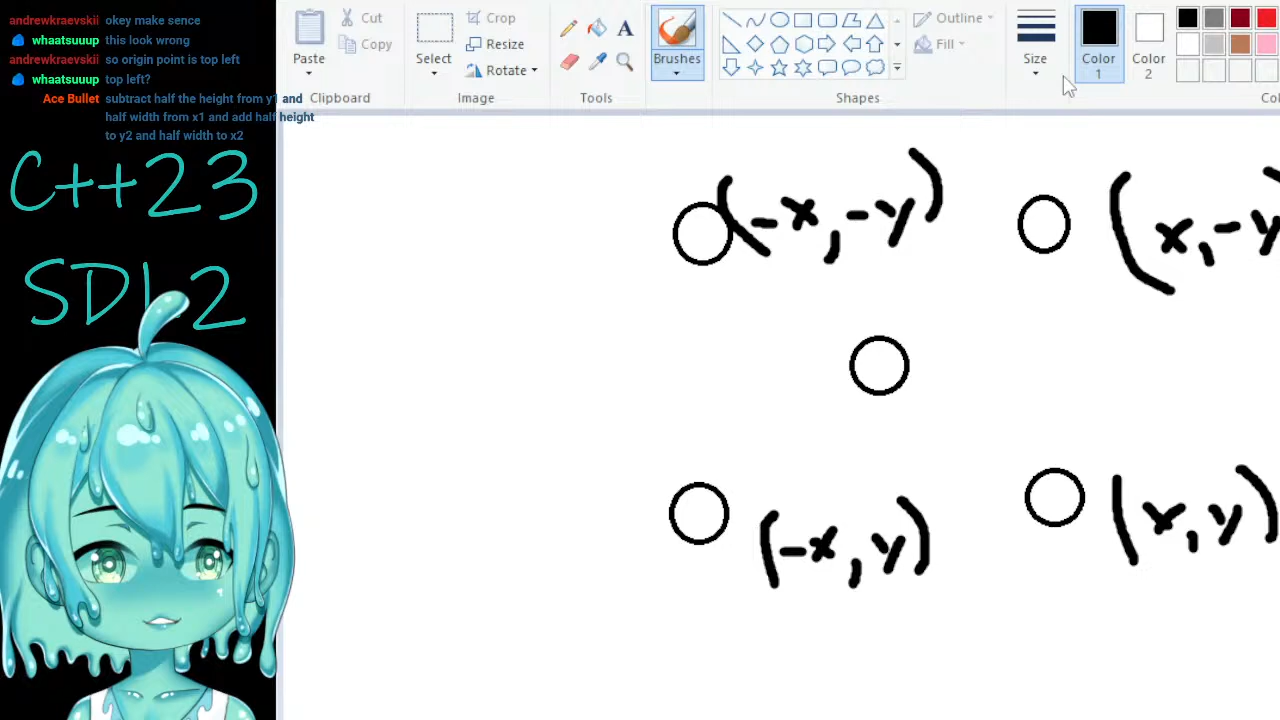 andrewkraevskii okey make sence
whaatsuuup this look wrong
andrewkraevskii so origin point is top left
whaatsuuup top left?
Ace Bullet subtract half the height from y1 and
half width from x1 and add half height
to y2 and half width to x2
C++23
SDL2
Paste
Cut
Copy
Clipboard
Select
Crop
Resize
Rotate
Image
A
Tools
Brushes
Outline
Fill
Shapes
Size
Color
1
Color
2
(-x,-y)
(x,-y
(-x,y)
(x,y)